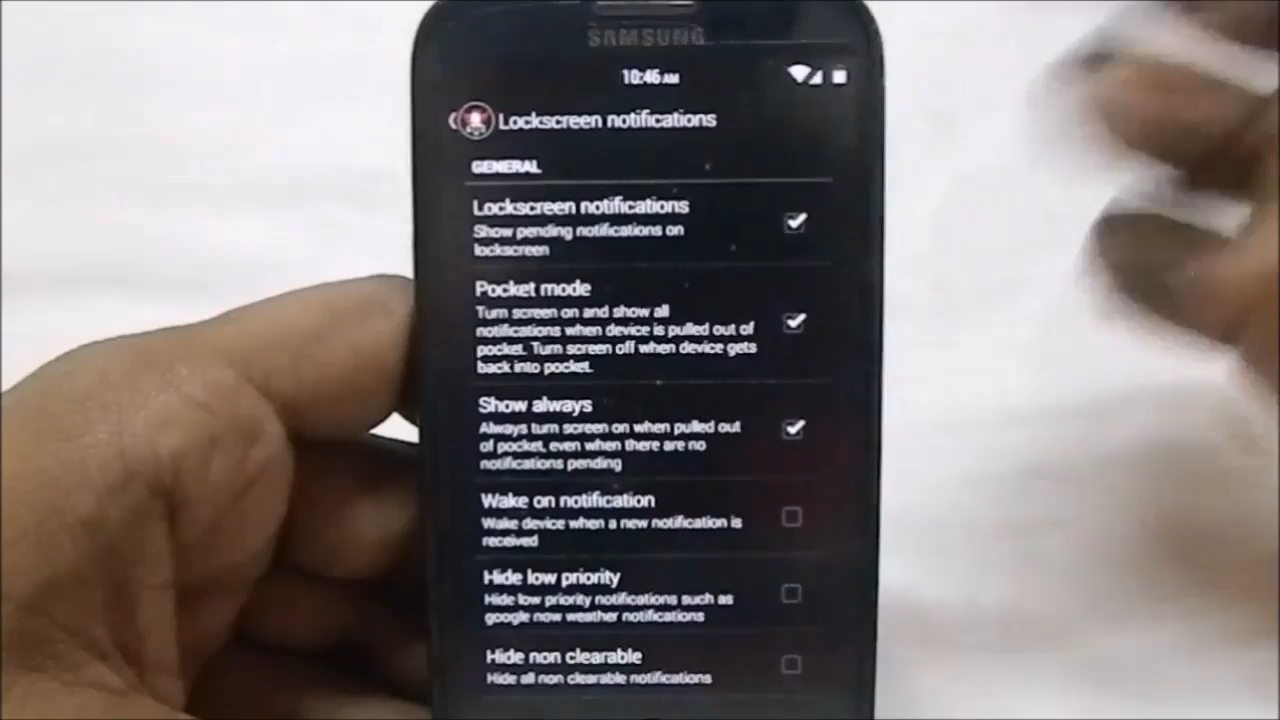 SAMSUNG
10:46 AM
Lockscreen notifications
GENERAL
Lockscreen notifications
Show pending notifications on
lockscreen
Pocket mode
Turn screen on and show all
notifications when device is pulled out of
pocket. Turn screen off when device gets
back into pocket.
Show always
Always turn screen on when pulled out
of pocket, even when there are no
notifications pending
Wake on notification
Wake device when a new notification is
received
Hide low priority
Hide low priority notifications such as
google now weather notifications
Hide non clearable
Hide all non clearable notifications